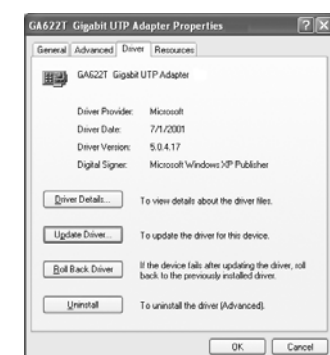 GA622T Gigabit UTP Adapter Properties
General Advanced Driver Resources
GA622T Gigabit UTP Adapter
Driver Provider: Microsoft
Driver Date: 7/1/2001
Driver Version: 5.0.4.17
Digital Signer: Microsoft Windows XP Publisher
Driver Details... To view details about the driver files.
Update Driver... To update the driver for this device.
Roll Back Driver If the device fails after updating the driver, roll
back to the previously installed driver.
Uninstall To uninstall the driver (Advanced).
OK Cancel